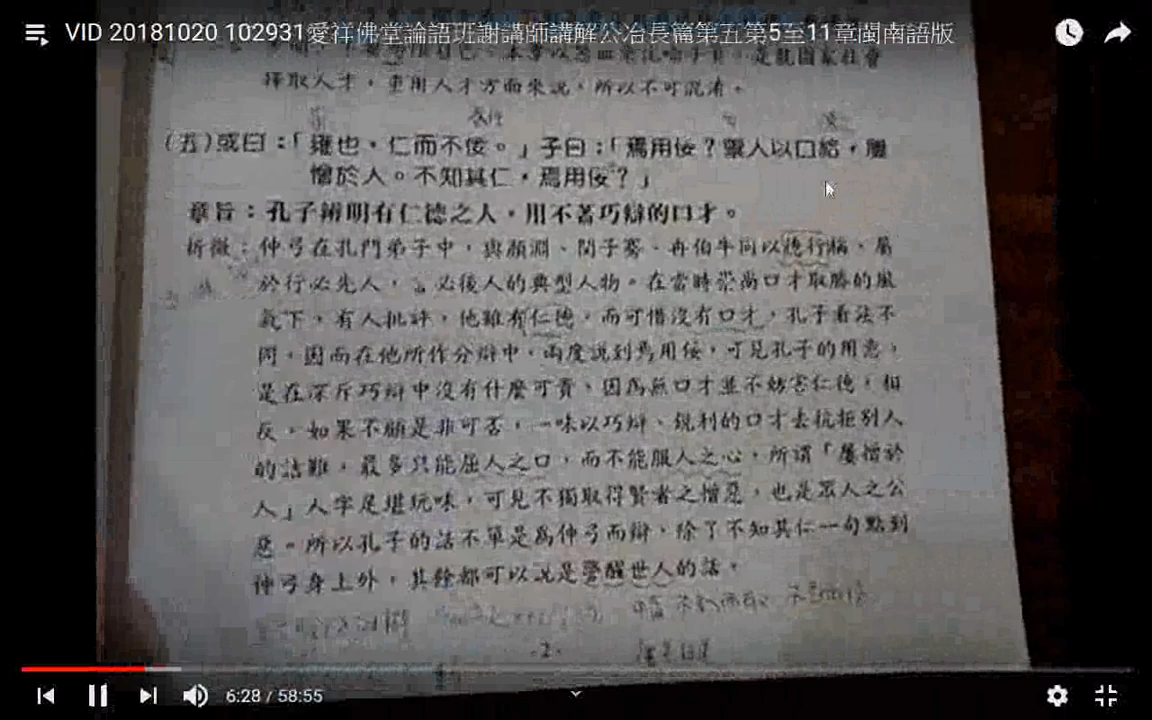 VID 20181020 102931愛祥佛堂論語班謝講師講解公冶長篇第五第5至11章閩南語版
擇取人才，重用人才方面來說，所以不可混淆。
(五)或曰：「雍也，仁而不佞。」子曰：「焉用佞？禦人以口給，屢
憎於人。不知其仁，焉用佞？」
章旨：孔子辨明有仁德之人，用不著巧辯的口才。
析微：仲弓在孔門弟子中，與顏淵、閔子騫、冉伯牛同以德行稱，屬
於行必先人，言必後人的典型人物。在當時崇尚口才取勝的風
氣下，有人批評，他雖有仁德，而可惜沒有口才，孔子看法不
同，因而在他所作分辯中，兩度說到焉用佞，可見孔子的用意，
是在深斥巧辯中沒有什麼可貴，因為無口才並不妨害仁德，相
反，如果不顧是非可否，一味以巧辯、銳利的口才去抗拒別人
的詰難，最多只能屈人之口，而不能服人之心，所謂「屢憎於
人」人字足堪玩味，可見不獨取得賢者之憎惡，也是眾人之公
惡。所以孔子的話不單是為仲弓而辯，除了不知其仁一句點到
仲弓身上外，其餘都可以說是警醒世人的話。
-2-
6:28 / 58:55